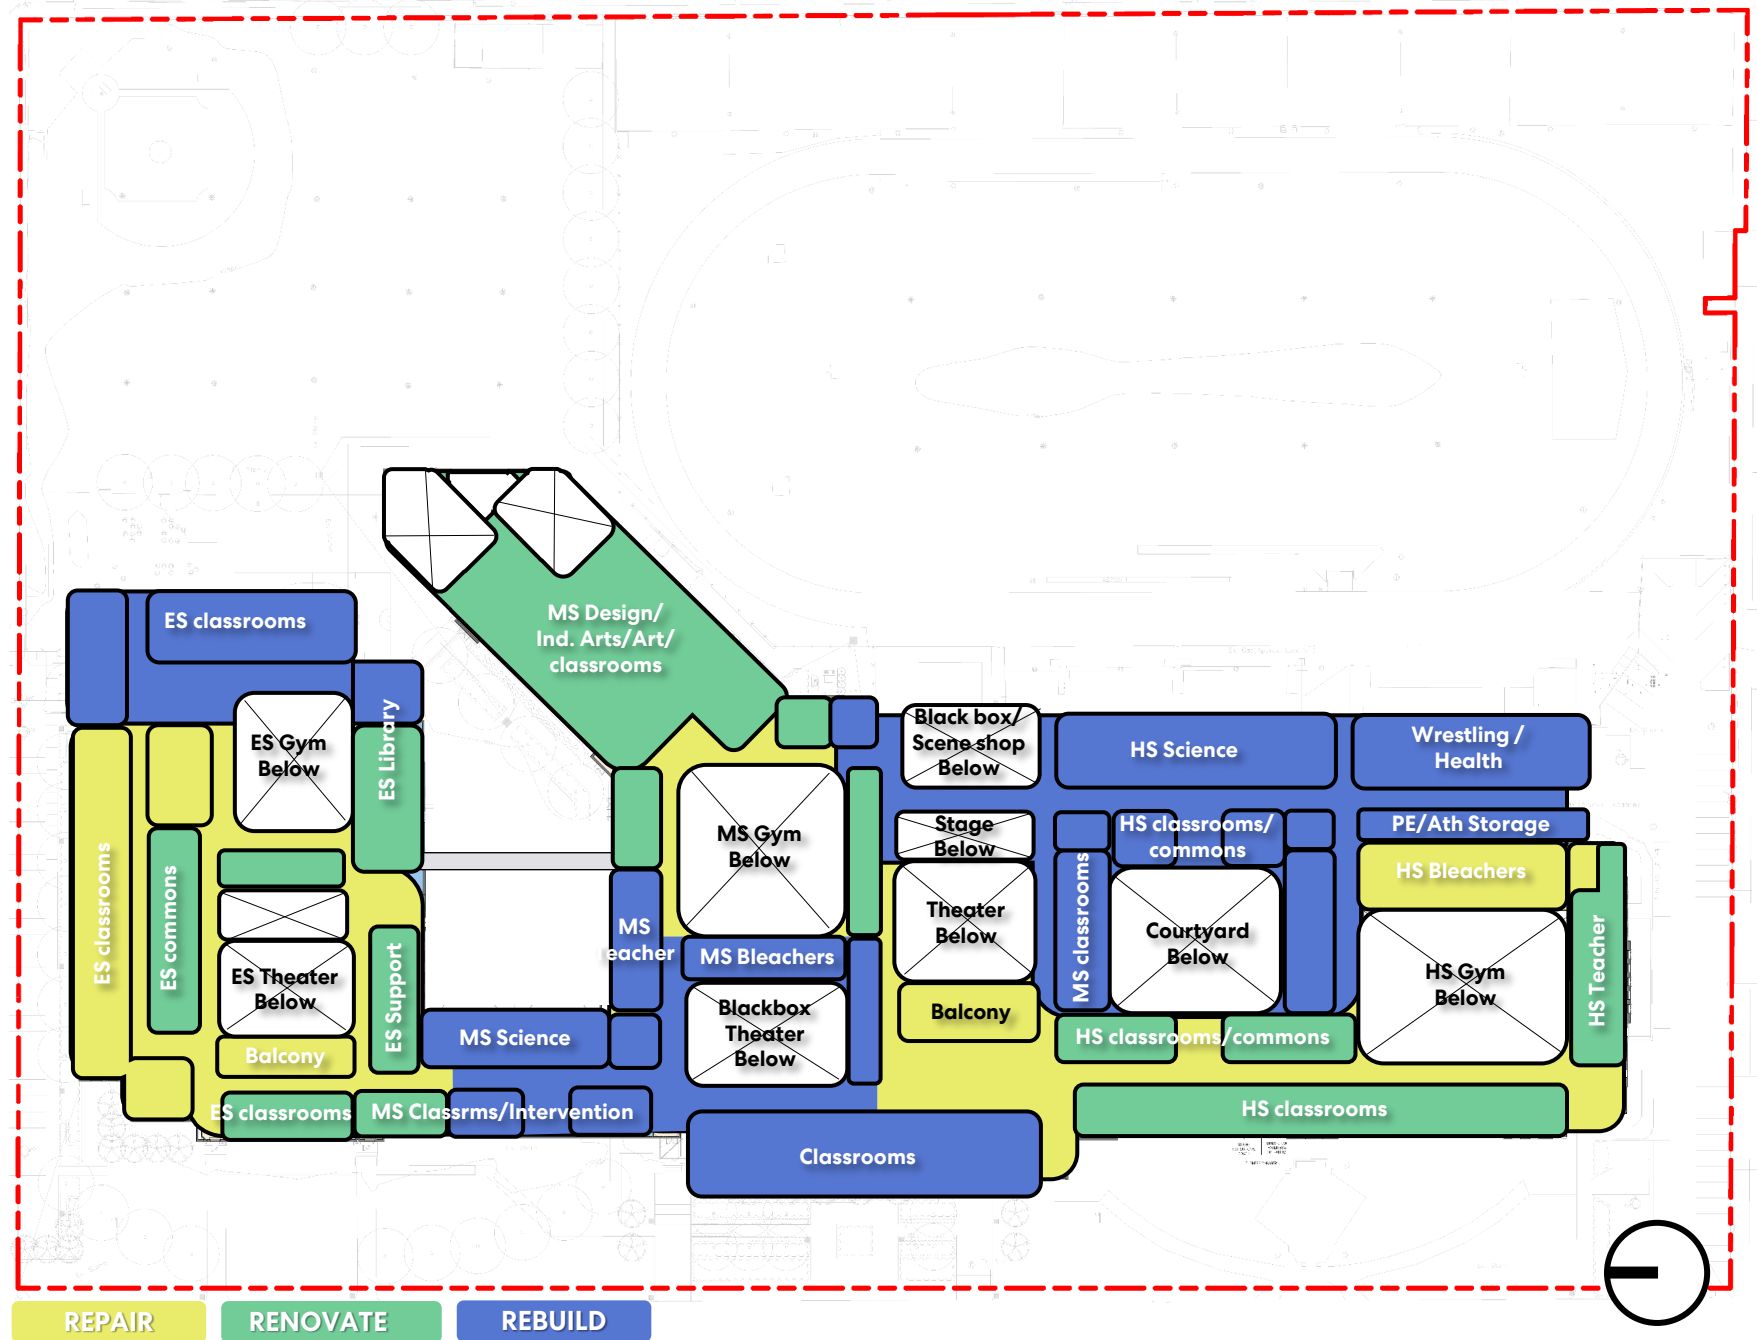 MS Design/
Ind. Arts/Art/
classrooms
ES classrooms
ES Library
ES Gym
Below
Black box/
Scene shop
Below
HS Science
Wrestling /
Health
MS Gym
Below
Stage
Below
HS classrooms/
commons
PE/Ath Storage
HS Bleachers
ES classrooms
ES commons
ES Theater
Below
ES Support
Balcony
MS
eacher
MS Bleachers
Theater
Below
MS classrooms
Courtyard
Below
HS Gym
Below
HS Teacher
MS Science
Blackbox
Theater
Below
Balcony
HS classrooms/commons
ES classrooms
MS Classrms/Intervention
HS classrooms
Classrooms
REPAIR
RENOVATE
REBUILD